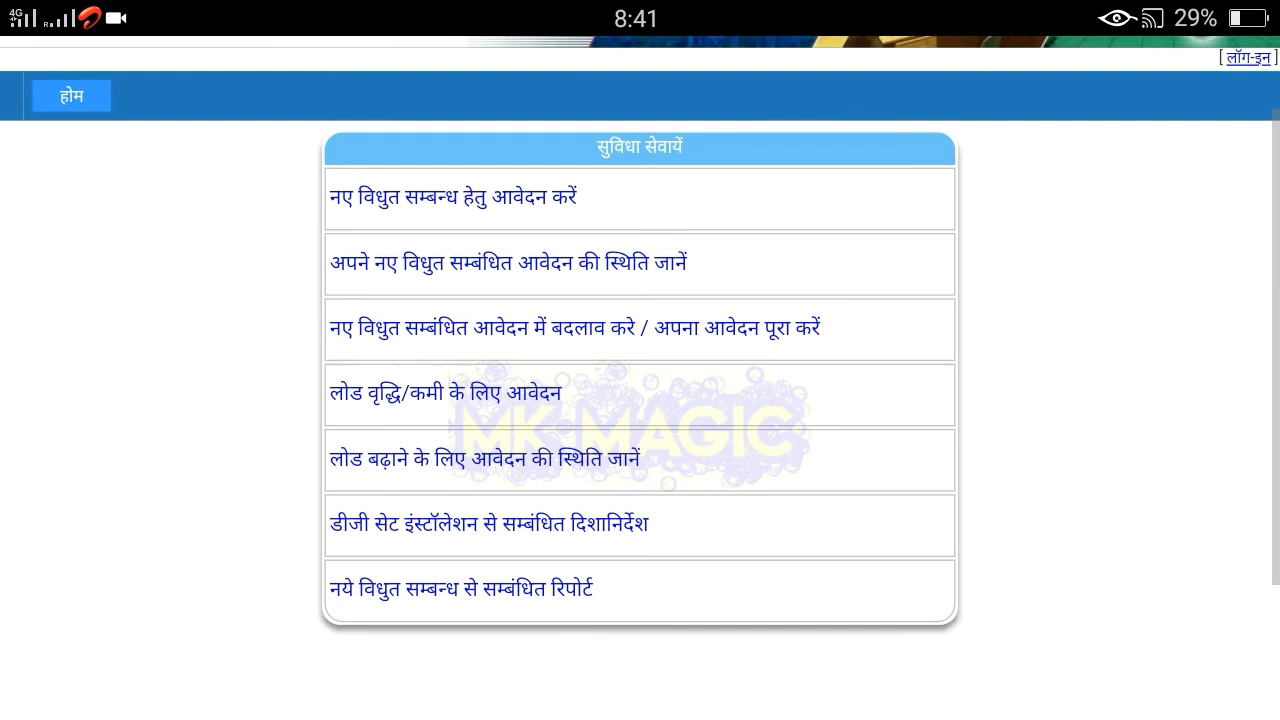 4G
R
8:41
29%
[ लॉग-इन ]
होम
सुविधा सेवायें
नए विधुत सम्बन्ध हेतु आवेदन करें
अपने नए विधुत सम्बंधित आवेदन की स्थिति जानें
नए विधुत सम्बंधित आवेदन में बदलाव करे / अपना आवेदन पूरा करें
लोड वृद्धि/कमी के लिए आवेदन
MK MAGIC
लोड बढ़ाने के लिए आवेदन की स्थिति जानें
डीजी सेट इंस्टॉलेशन से सम्बंधित दिशानिर्देश
नये विधुत सम्बन्ध से सम्बंधित रिपोर्ट